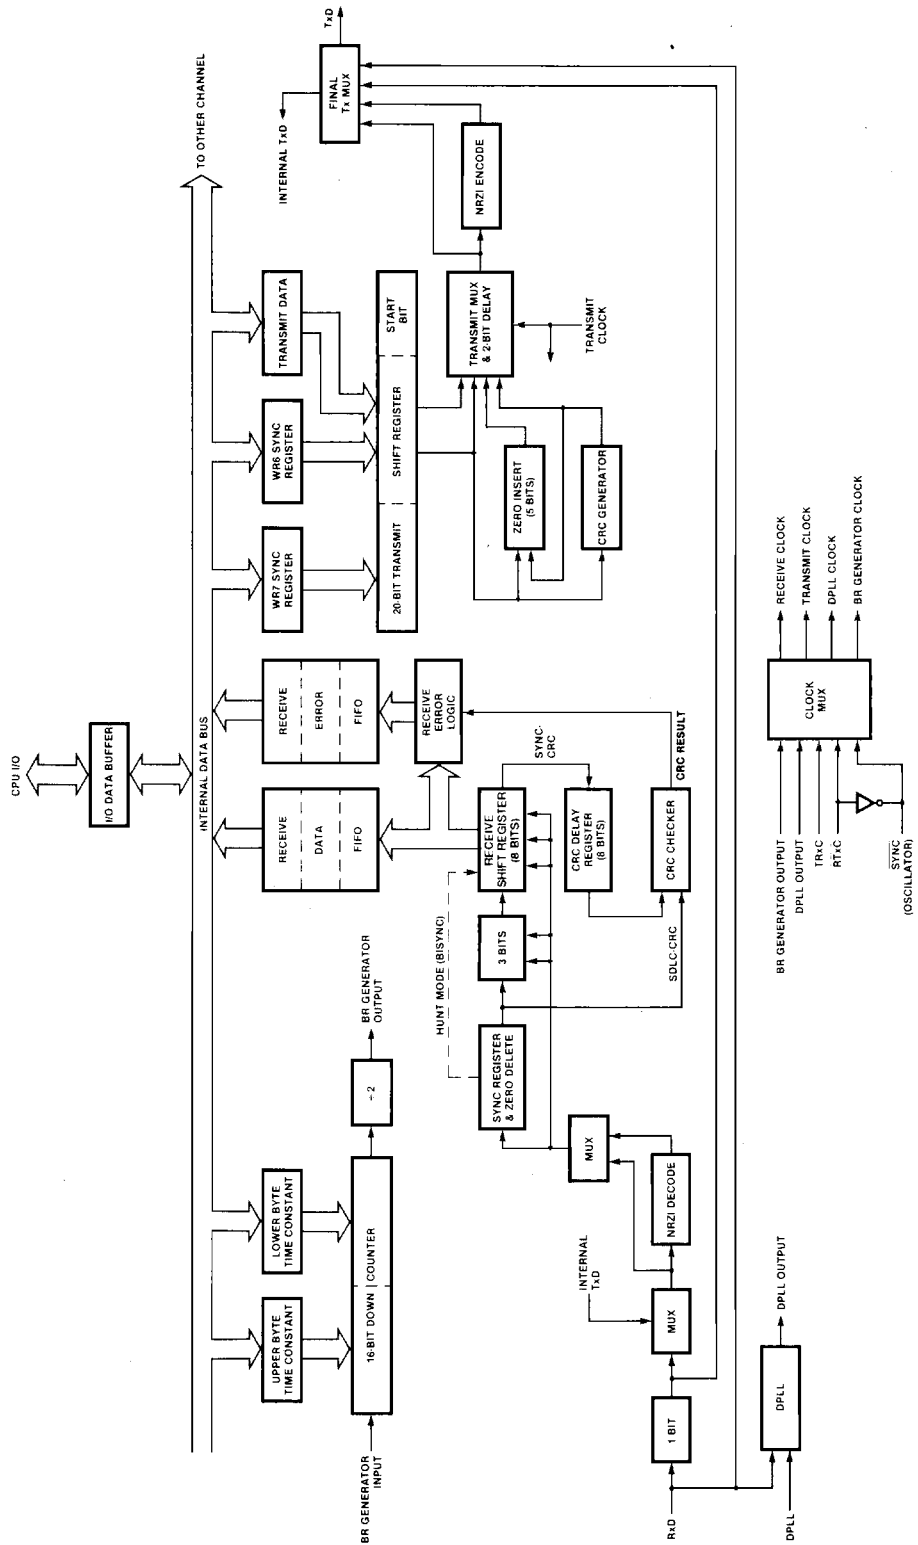 CPU I/O
I/O DATA BUFFER
INTERNAL DATA BUS
TO OTHER CHANNEL
UPPER BYTE
TIME CONSTANT
LOWER BYTE
TIME CONSTANT
16-BIT DOWN COUNTER
BR GENERATOR
INPUT
÷ 2
BR GENERATOR
OUTPUT
RECEIVE
DATA
FIFO
RECEIVE
ERROR
FIFO
RECEIVE
ERROR
LOGIC
WR7 SYNC
REGISTER
WR6 SYNC
REGISTER
TRANSMIT DATA
20-BIT TRANSMIT
SHIFT REGISTER
START
BIT
INTERNAL TxD
FINAL
Tx MUX
TxD
HUNT MODE (BISYNC)
SYNC REGISTER
& ZERO DELETE
3 BITS
RECEIVE
SHIFT REGISTER
(8 BITS)
SYNC-
CRC
CRC DELAY
REGISTER
(8 BITS)
CRC CHECKER
SDLC-CRC
CRC RESULT
ZERO INSERT
(5 BITS)
CRC GENERATOR
TRANSMIT MUX
& 2-BIT DELAY
TRANSMIT
CLOCK
NRZI ENCODE
RxD
1 BIT
MUX
INTERNAL
TxD
NRZI DECODE
MUX
DPLL
DPLL
DPLL OUTPUT
BR GENERATOR OUTPUT
DPLL OUTPUT
TRxC
RTxC
SYNC
(OSCILLATOR)
CLOCK
MUX
RECEIVE CLOCK
TRANSMIT CLOCK
DPLL CLOCK
BR GENERATOR CLOCK